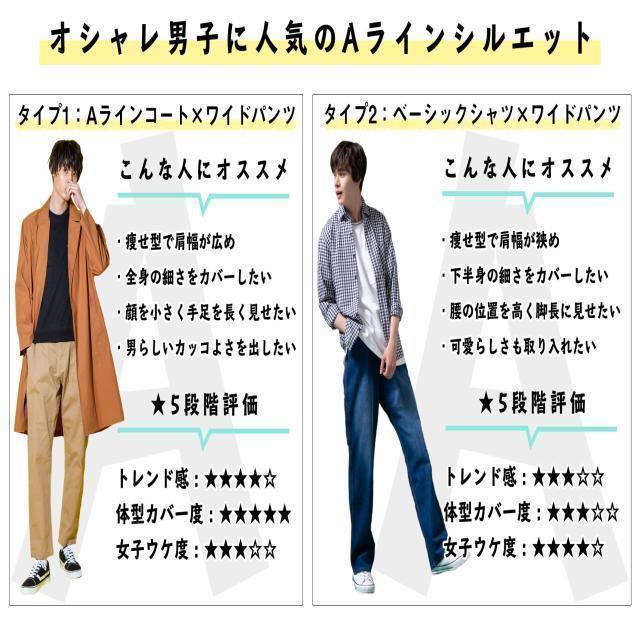 オシャレ男子に人気のAラインシルエット
タイプ1：Aラインコート×ワイドパンツ
こんな人にオススメ
・痩せ型で肩幅が広め
・全身の細さをカバーしたい
・顔を小さく手足を長く見せたい
・男らしいカッコよさを出したい
★5段階評価
トレンド感：★★★★☆
体型カバー度：★★★★★
女子ウケ度：★★★☆☆
タイプ2：ベーシックシャツ×ワイドパンツ
こんな人にオススメ
・痩せ型で肩幅が狭め
・下半身の細さをカバーしたい
・腰の位置を高く脚長に見せたい
・可愛らしさも取り入れたい
★5段階評価
トレンド感：★★★☆☆
体型カバー度：★★★☆☆
女子ウケ度：★★★★☆